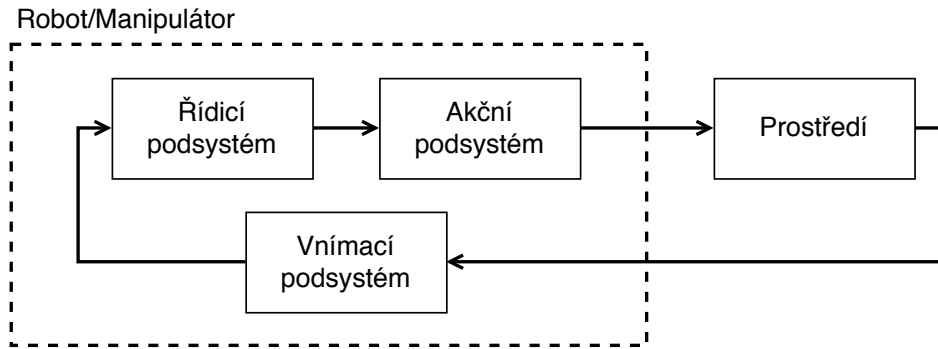 Robot/Manipulátor
Řídicí
podsystém
Akční
podsystém
Prostředí
Vnímací
podsystém